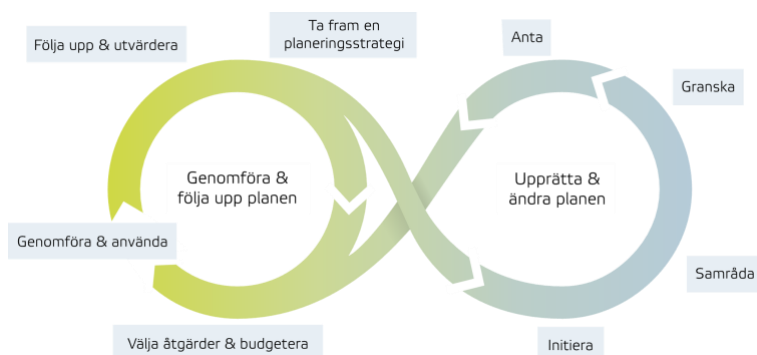 Följa upp & utvärdera
Ta fram en
planeringsstrategi
Anta
Granska
Genomföra &
följa upp planen
Upprätta &
ändra planen
Genomföra & använda
Samråda
Välja åtgärder & budgetera
Initiera